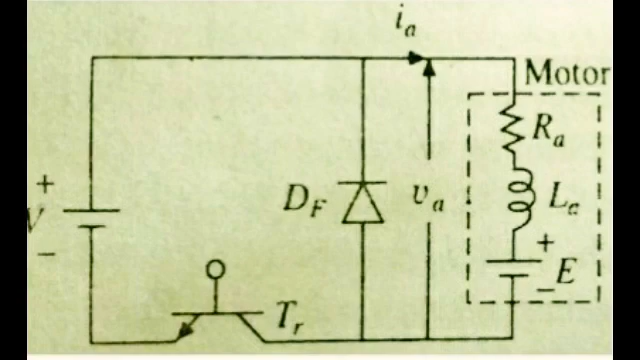 i_a
Motor
R_a
+
V
D_F
v_a
L_a
+
−
E
−
T_r